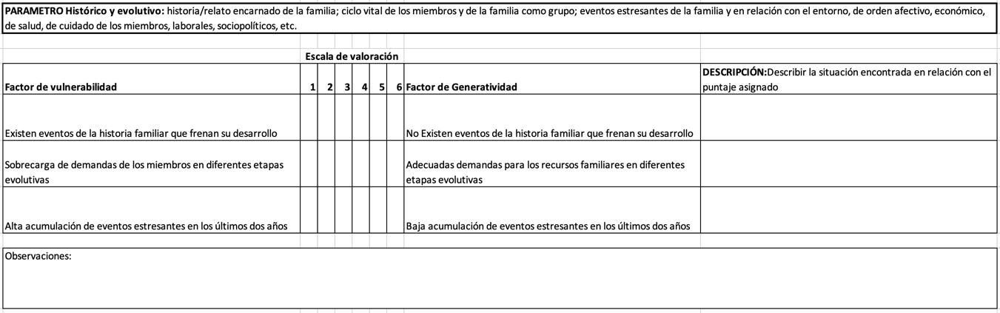 PARAMETRO Histórico y evolutivo: historia/relato encarnado de la familia; ciclo vital de los miembros y de la familia como grupo; eventos estresantes de la familia y en relación con el entorno, de orden afectivo, económico,
de salud, de cuidado de los miembros, laborales, sociopolíticos, etc.
Escala de valoración
Factor de vulnerabilidad 1 2 3 4 5 6 Factor de Generatividad
DESCRIPCIÓN:Describir la situación encontrada en relación con el
puntaje asignado
Existen eventos de la historia familiar que frenan su desarrollo
No Existen eventos de la historia familiar que frenan su desarrollo
Sobrecarga de demandas de los miembros en diferentes etapas
evolutivas
Adecuadas demandas para los recursos familiares en diferentes
etapas evolutivas
Alta acumulación de eventos estresantes en los últimos dos años
Baja acumulación de eventos estresantes en los últimos dos años
Observaciones: